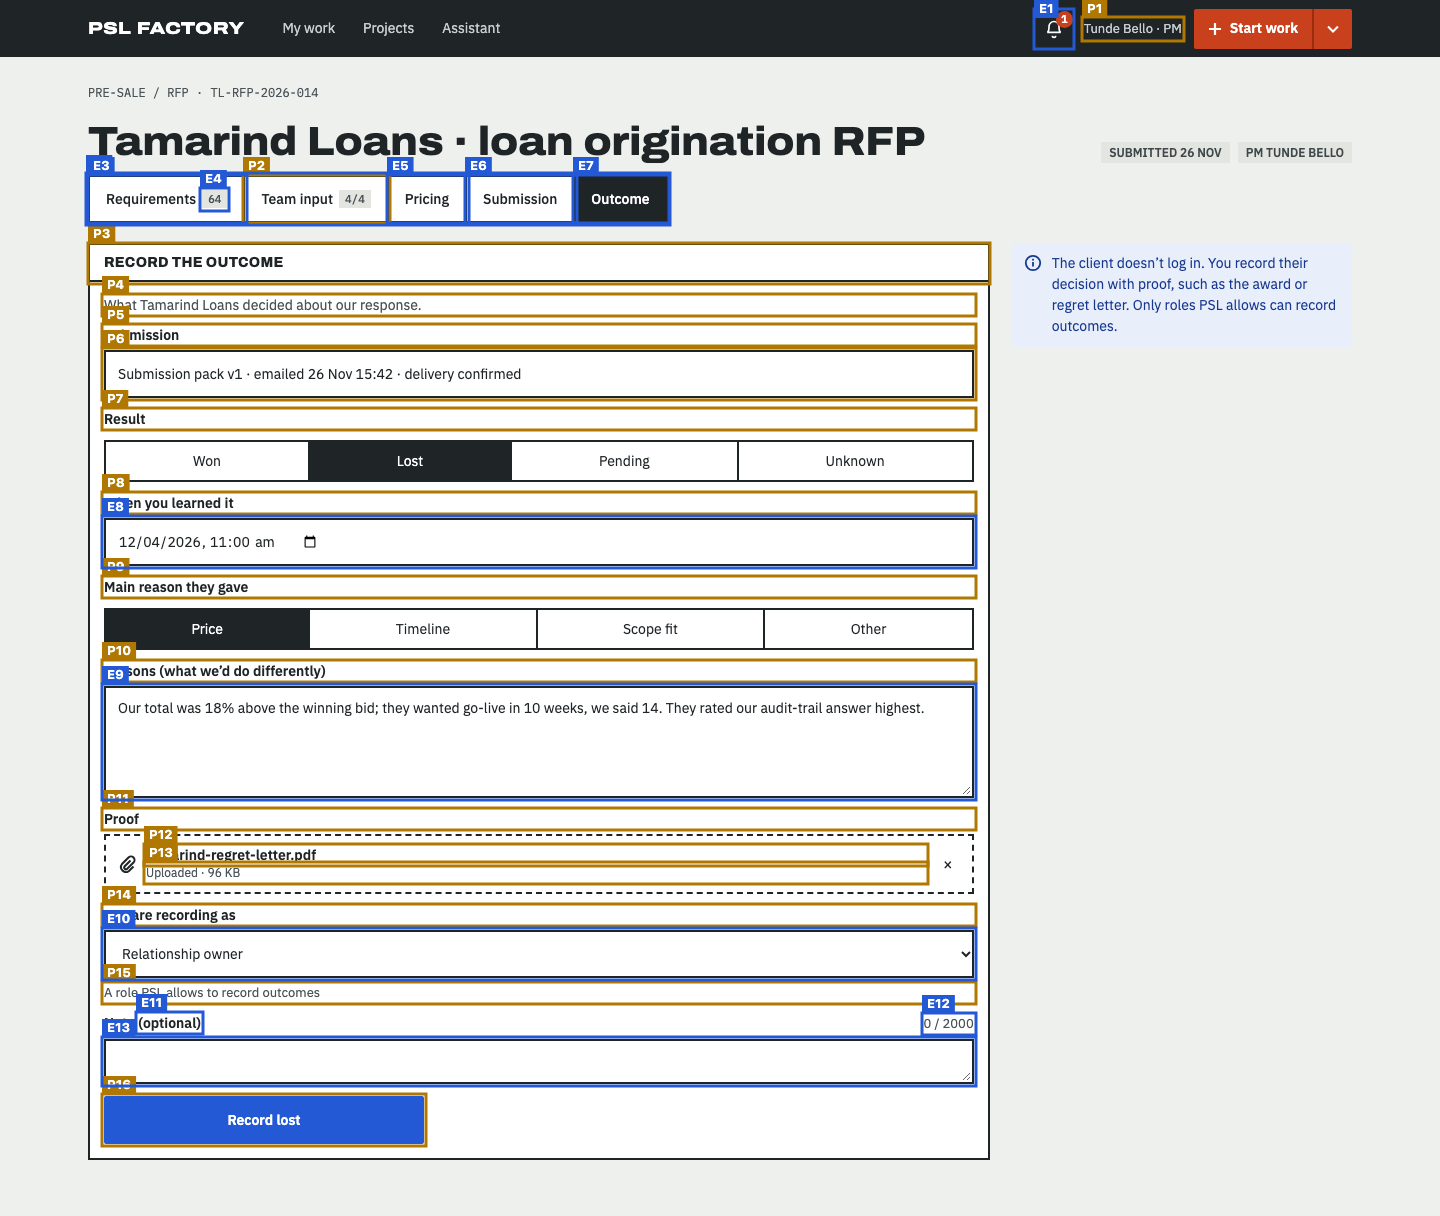 PSL FACTORY
My work
Projects
Assistant
E1
1
P1
Tunde Bello · PM
+ Start work
PRE-SALE / RFP · TL-RFP-2026-014
Tamarind Loans · loan origination RFP
SUBMITTED 26 NOV
PM TUNDE BELLO
E3
E4
P2
E5
E6
E7
Requirements 64
Team input 4/4
Pricing
Submission
Outcome
P3
RECORD THE OUTCOME
P4
What Tamarind Loans decided about our response.
P5
mission
P6
Submission pack v1 · emailed 26 Nov 15:42 · delivery confirmed
P7
Result
Won
Lost
Pending
Unknown
P8
en you learned it
E8
12/04/2026, 11:00 am
P9
Main reason they gave
Price
Timeline
Scope fit
Other
P10
sons (what we’d do differently)
E9
Our total was 18% above the winning bid; they wanted go-live in 10 weeks, we said 14. They rated our audit-trail answer highest.
P11
Proof
P12
rind-regret-letter.pdf
P13
Uploaded · 96 KB
×
P14
are recording as
E10
Relationship owner
P15
A role PSL allows to record outcomes
E11
E12
(optional)
0 / 2000
E13
P16
Record lost
The client doesn’t log in. You record their
decision with proof, such as the award or
regret letter. Only roles PSL allows can record
outcomes.